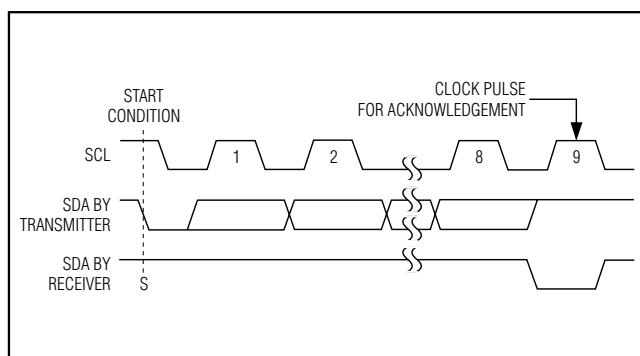 START
CONDITION
CLOCK PULSE
FOR ACKNOWLEDGEMENT
SCL
1
2
8
9
SDA BY
TRANSMITTER
SDA BY
RECEIVER
S